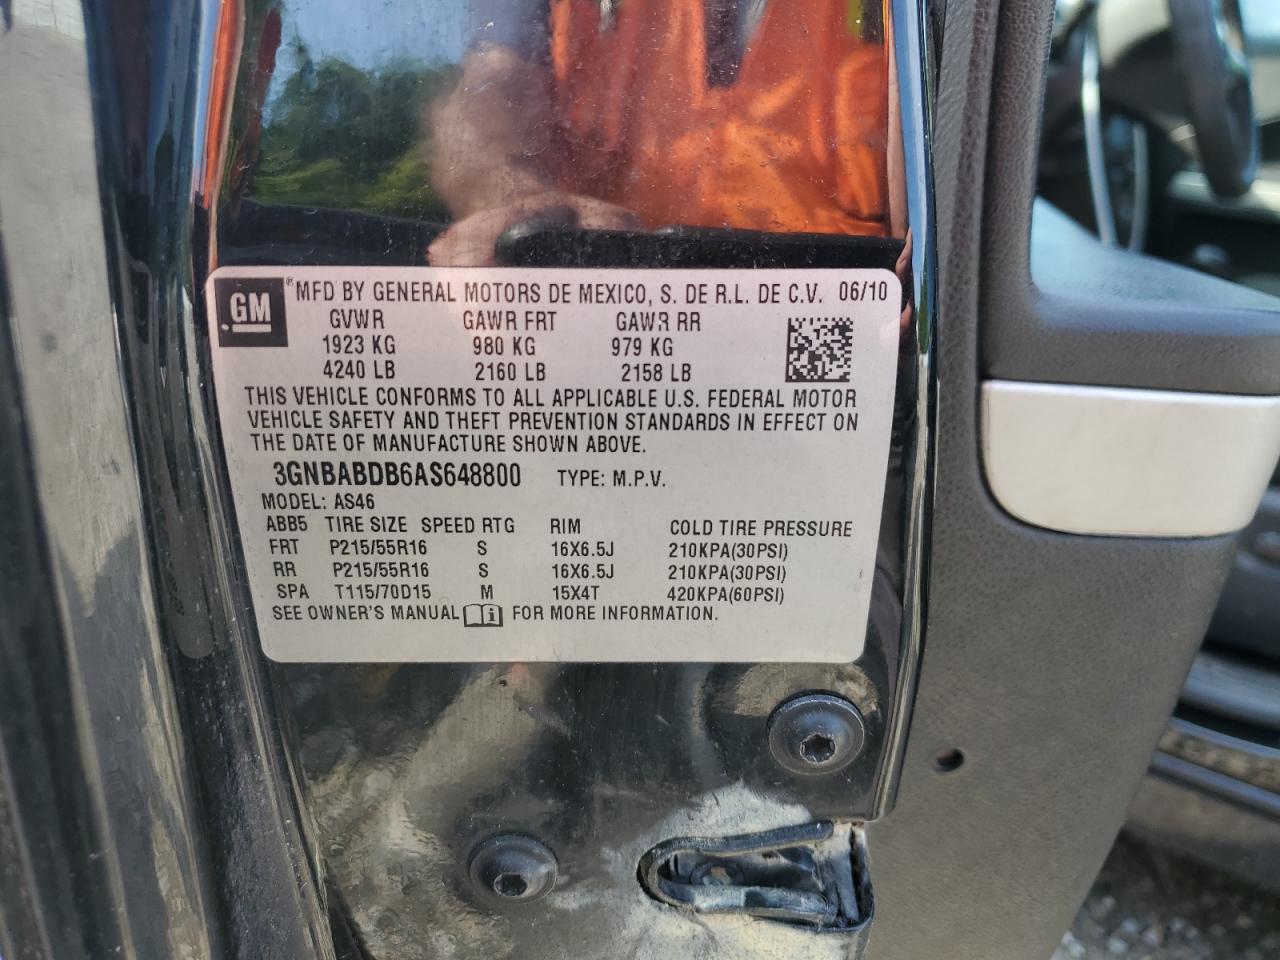 GM ® MFD BY GENERAL MOTORS DE MEXICO, S. DE R.L. DE C.V. 06/10
GVWR GAWR FRT GAWR RR
1923 KG 980 KG 979 KG
4240 LB 2160 LB 2158 LB
THIS VEHICLE CONFORMS TO ALL APPLICABLE U.S. FEDERAL MOTOR
VEHICLE SAFETY AND THEFT PREVENTION STANDARDS IN EFFECT ON
THE DATE OF MANUFACTURE SHOWN ABOVE.
3GNBABDB6AS648800 TYPE: M.P.V.
MODEL: AS46
ABB5 TIRE SIZE SPEED RTG RIM COLD TIRE PRESSURE
FRT P215/55R16 S 16X6.5J 210KPA(30PSI)
RR P215/55R16 S 16X6.5J 210KPA(30PSI)
SPA T115/70D15 M 15X4T 420KPA(60PSI)
SEE OWNER'S MANUAL i FOR MORE INFORMATION.